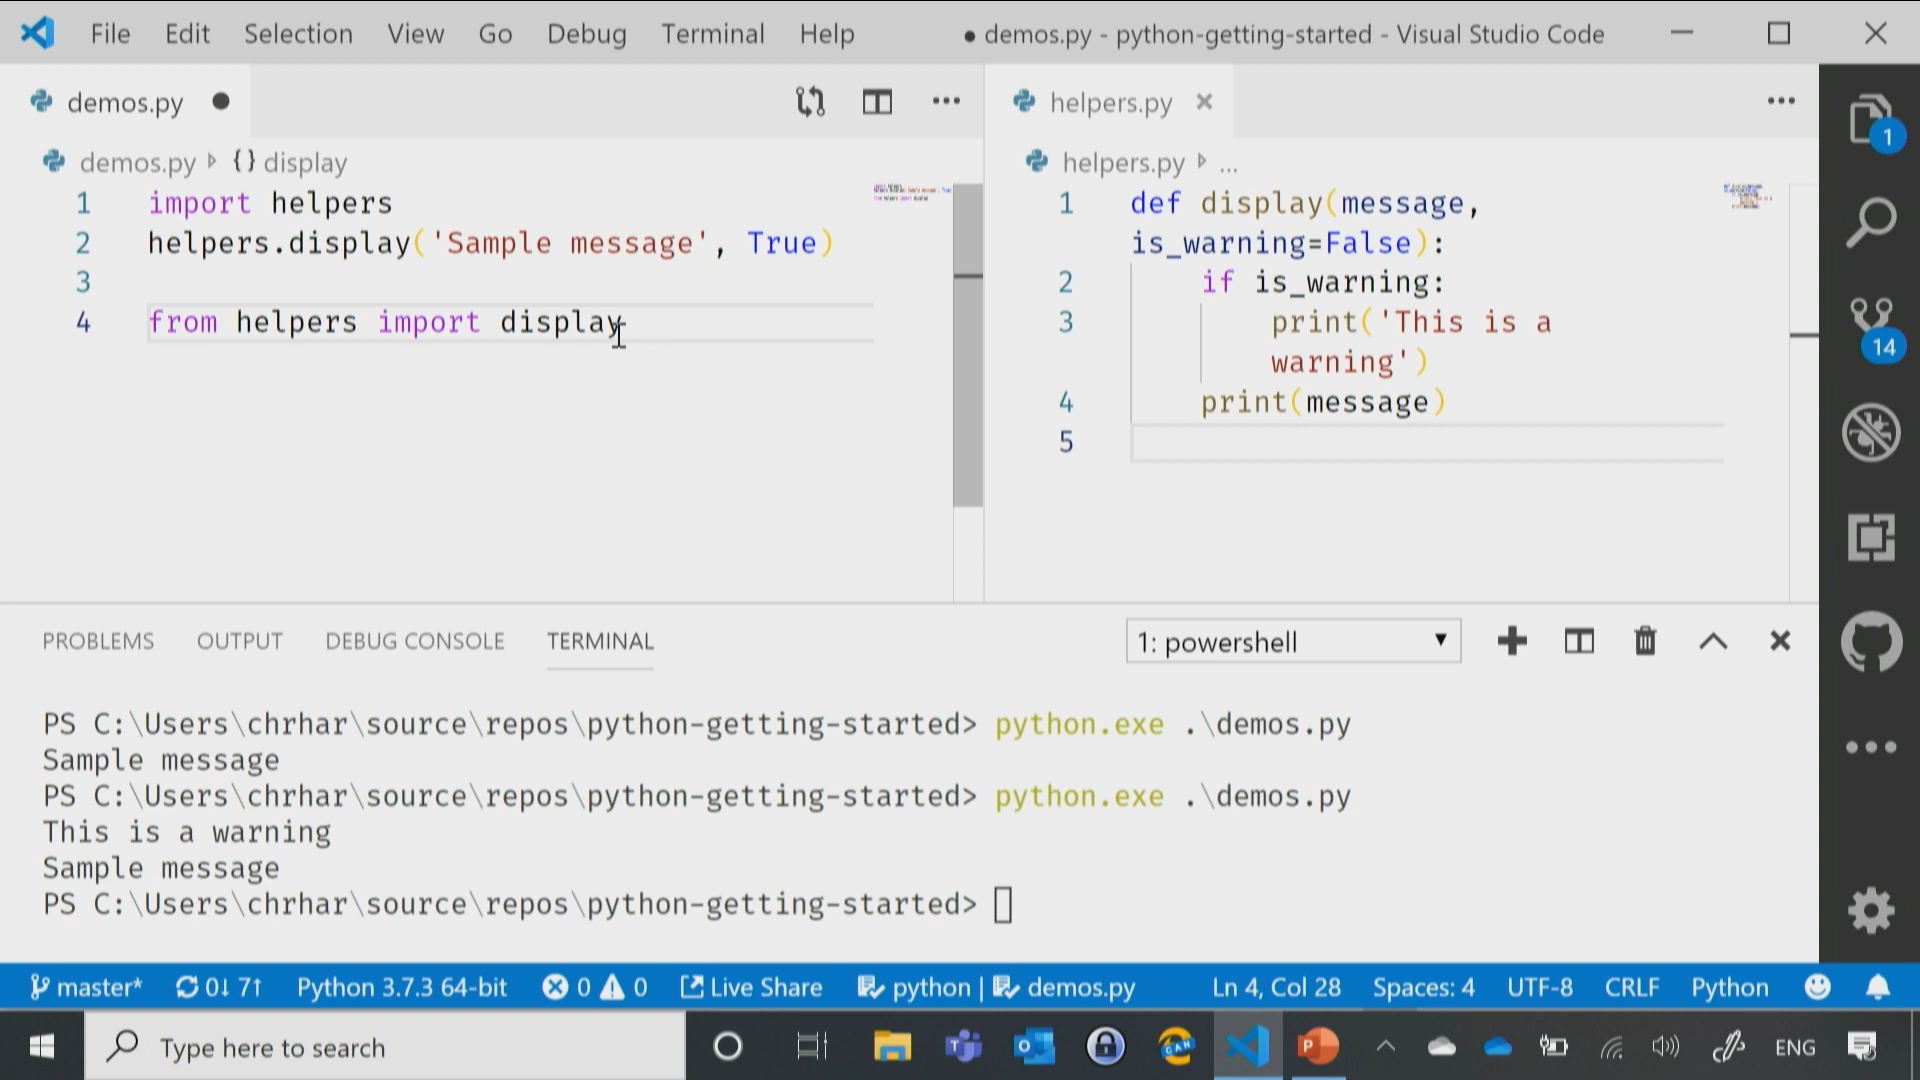 File Edit Selection View Go Debug Terminal Help ● demos.py - python-getting-started - Visual Studio Code
demos.py
helpers.py
demos.py {} display
helpers.py ...
1 import helpers
2 helpers.display('Sample message', True)
3
4 from helpers import display
1 def display(message,
is_warning=False):
2 if is_warning:
3 print('This is a
warning')
4 print(message)
5
1
14
PROBLEMS OUTPUT DEBUG CONSOLE TERMINAL 1: powershell
PS C:\Users\chrhar\source\repos\python-getting-started> python.exe .\demos.py
Sample message
PS C:\Users\chrhar\source\repos\python-getting-started> python.exe .\demos.py
This is a warning
Sample message
PS C:\Users\chrhar\source\repos\python-getting-started>
master* 0↓ 7↑ Python 3.7.3 64-bit 0 0 Live Share python | demos.py Ln 4, Col 28 Spaces: 4 UTF-8 CRLF Python
Type here to search CAN ENG